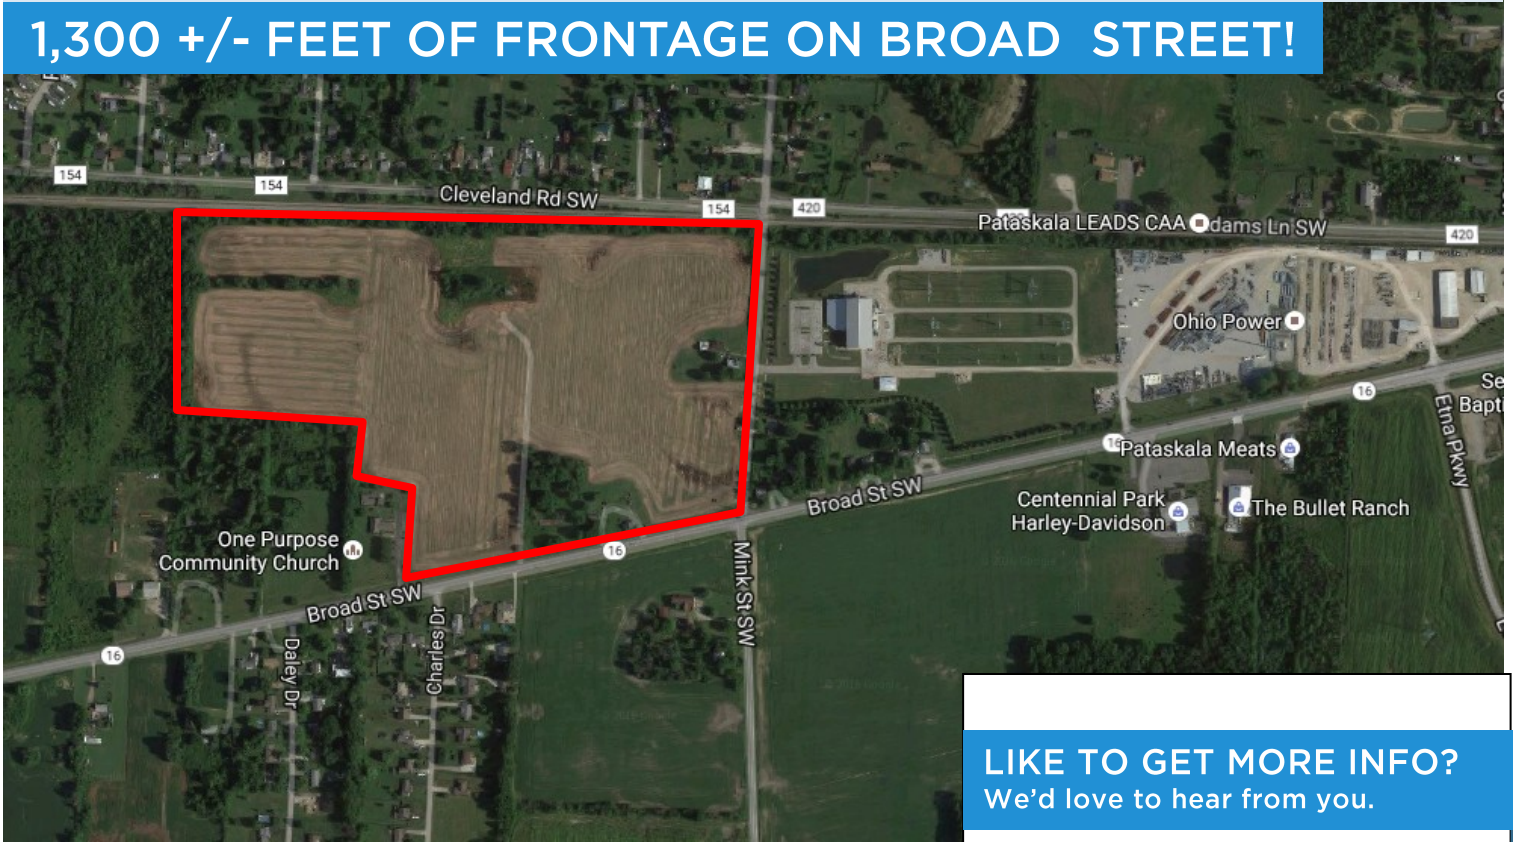 1,300 +/- FEET OF FRONTAGE ON BROAD STREET!
154
154
Cleveland Rd SW
154
420
Pataskala LEADS CAA
dams Ln SW
420
Ohio Power
16
Se
Bapti
Etna Pkwy
16
Pataskala Meats
Broad St SW
Centennial Park
Harley-Davidson
The Bullet Ranch
One Purpose
Community Church
16
Mink St SW
Broad St SW
Charles Dr
Daley Dr
16
LIKE TO GET MORE INFO?
We'd love to hear from you.